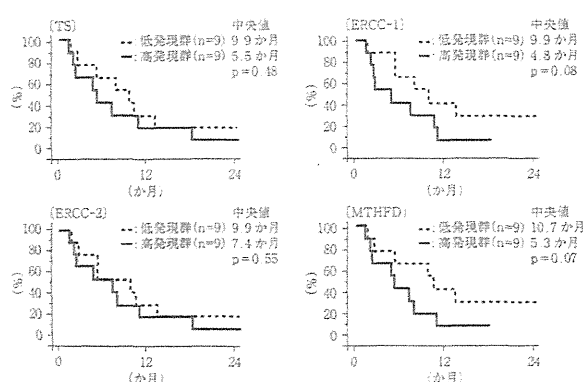 [TS] 中央値
低発現群(n=9) 9.9か月
高発現群(n=9) 5.5か月
p=0.48
100
80
60
40
20
0
(%)
0 12 24
(か月)
[ERCC-1] 中央値
低発現群(n=9) 9.9か月
高発現群(n=9) 4.8か月
p=0.08
100
80
60
40
20
0
(%)
0 12 24
(か月)
[ERCC-2] 中央値
低発現群(n=9) 9.9か月
高発現群(n=9) 7.4か月
p=0.55
100
80
60
40
20
0
(%)
0 12 24
(か月)
[MTHFD] 中央値
低発現群(n=9) 10.7か月
高発現群(n=9) 5.3か月
p=0.07
100
80
60
40
20
0
(%)
0 12 24
(か月)